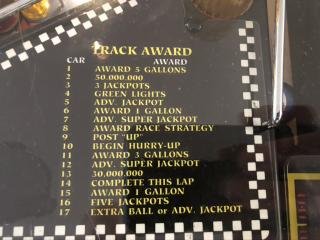 TRACK AWARD
CAR AWARD
1 AWARD 5 GALLONS
2 50.000.000
3 3 JACKPOTS
4 GREEN LIGHTS
5 ADV. JACKPOT
6 AWARD 1 GALLON
7 ADV. SUPER JACKPOT
8 AWARD RACE STRATEGY
9 POST "UP"
10 BEGIN HURRY-UP
11 AWARD 3 GALLONS
12 ADV. SUPER JACKPOT
13 30,000,000
14 COMPLETE THIS LAP
15 AWARD 1 GALLON
16 FIVE JACKPOTS
17 EXTRA BALL or ADV. JACKPOT